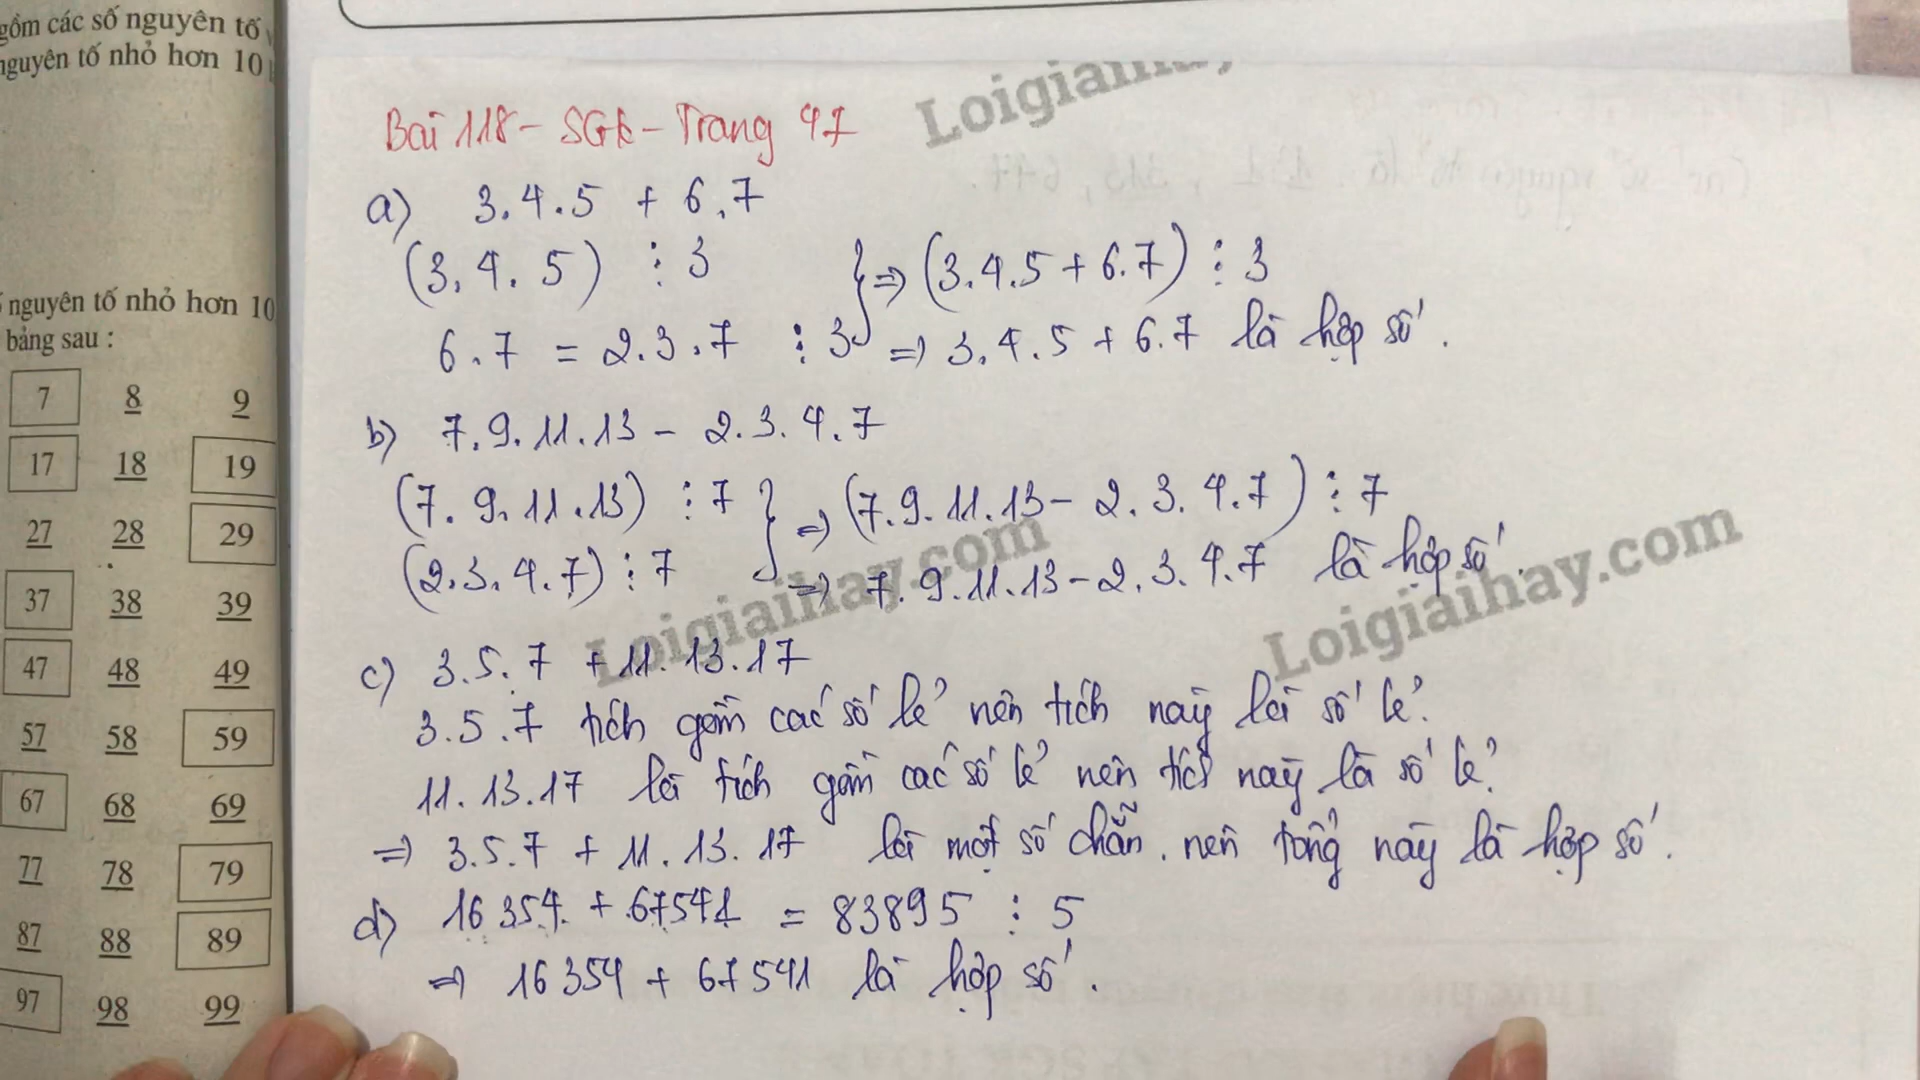 gồm các số nguyên tố
nguyên tố nhỏ hơn 10
nguyên tố nhỏ hơn 10
bảng sau :
7 8 9
17 18 19
27 28 29
37 38 39
47 48 49
57 58 59
67 68 69
77 78 79
87 88 89
97 98 99
Loigiaihay
Bài 118 - SGK - Trang 47
a) 3.4.5 + 6.7
(3.4.5) ⋮ 3 } => (3.4.5 + 6.7) ⋮ 3
6.7 = 2.3.7 ⋮ 3 => 3.4.5 + 6.7 là hợp số.
b) 7.9.11.13 - 2.3.4.7
(7.9.11.13) ⋮ 7 } => (7.9.11.13 - 2.3.4.7) ⋮ 7
(2.3.4.7) ⋮ 7 => 7.9.11.13 - 2.3.4.7 là hợp số.
Loigiaihay.com
Loigiaihay.com
c) 3.5.7 + 11.13.17
3.5.7 tích gồm các số lẻ nên tích này là số lẻ.
11.13.17 là tích gồm các số lẻ nên tích này là số lẻ.
=> 3.5.7 + 11.13.17 là một số chẵn. nên tổng này là hợp số.
d) 16 354 + 67541 = 83895 ⋮ 5
=> 16 354 + 67 541 là hợp số.